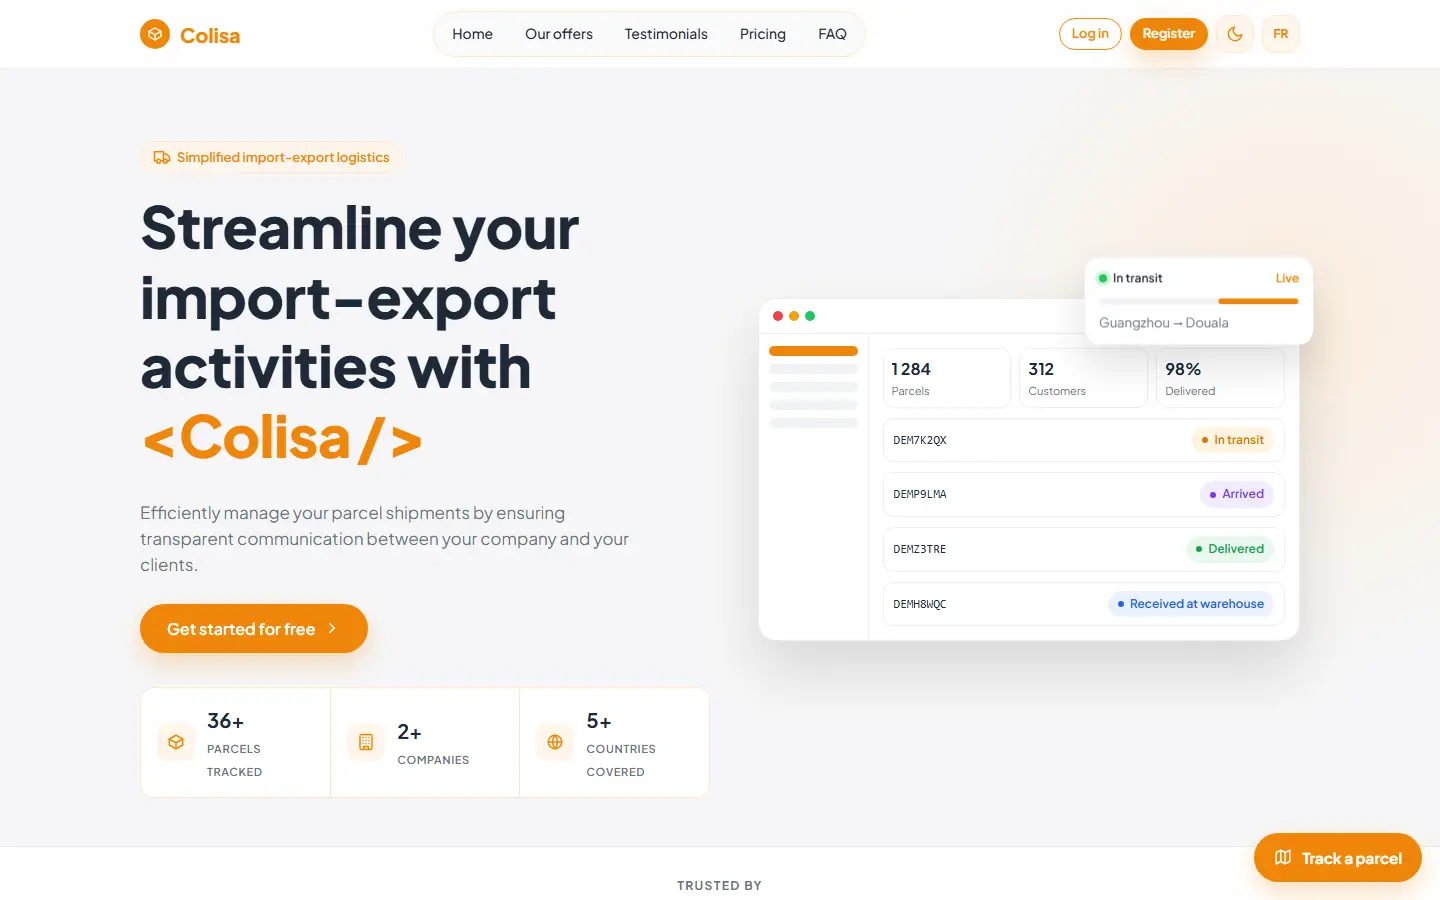 Colisa
Home
Our offers
Testimonials
Pricing
FAQ
Log in
Register
FR
Simplified import-export logistics
Streamline your
import-export
activities with
<Colisa />
Efficiently manage your parcel shipments by ensuring
transparent communication between your company and your
clients.
Get started for free
36+
PARCELS
TRACKED
2+
COMPANIES
5+
COUNTRIES
COVERED
In transit
Live
Guangzhou → Douala
1 284
Parcels
312
Customers
98%
Delivered
DEM7K2QX
In transit
DEMP9LMA
Arrived
DEMZ3TRE
Delivered
DEMH8WQC
Received at warehouse
Track a parcel
TRUSTED BY